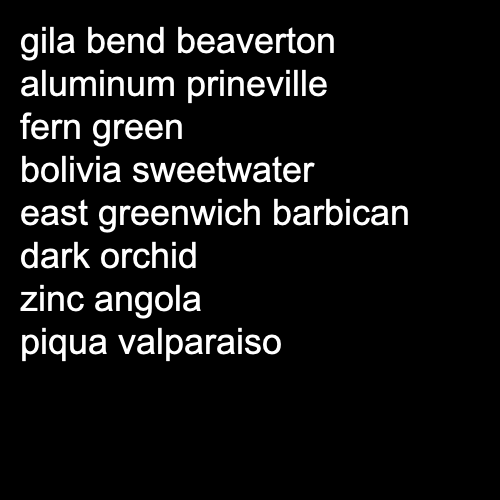 gila bend beaverton
aluminum prineville
fern green
bolivia sweetwater
east greenwich barbican
dark orchid
zinc angola
piqua valparaiso